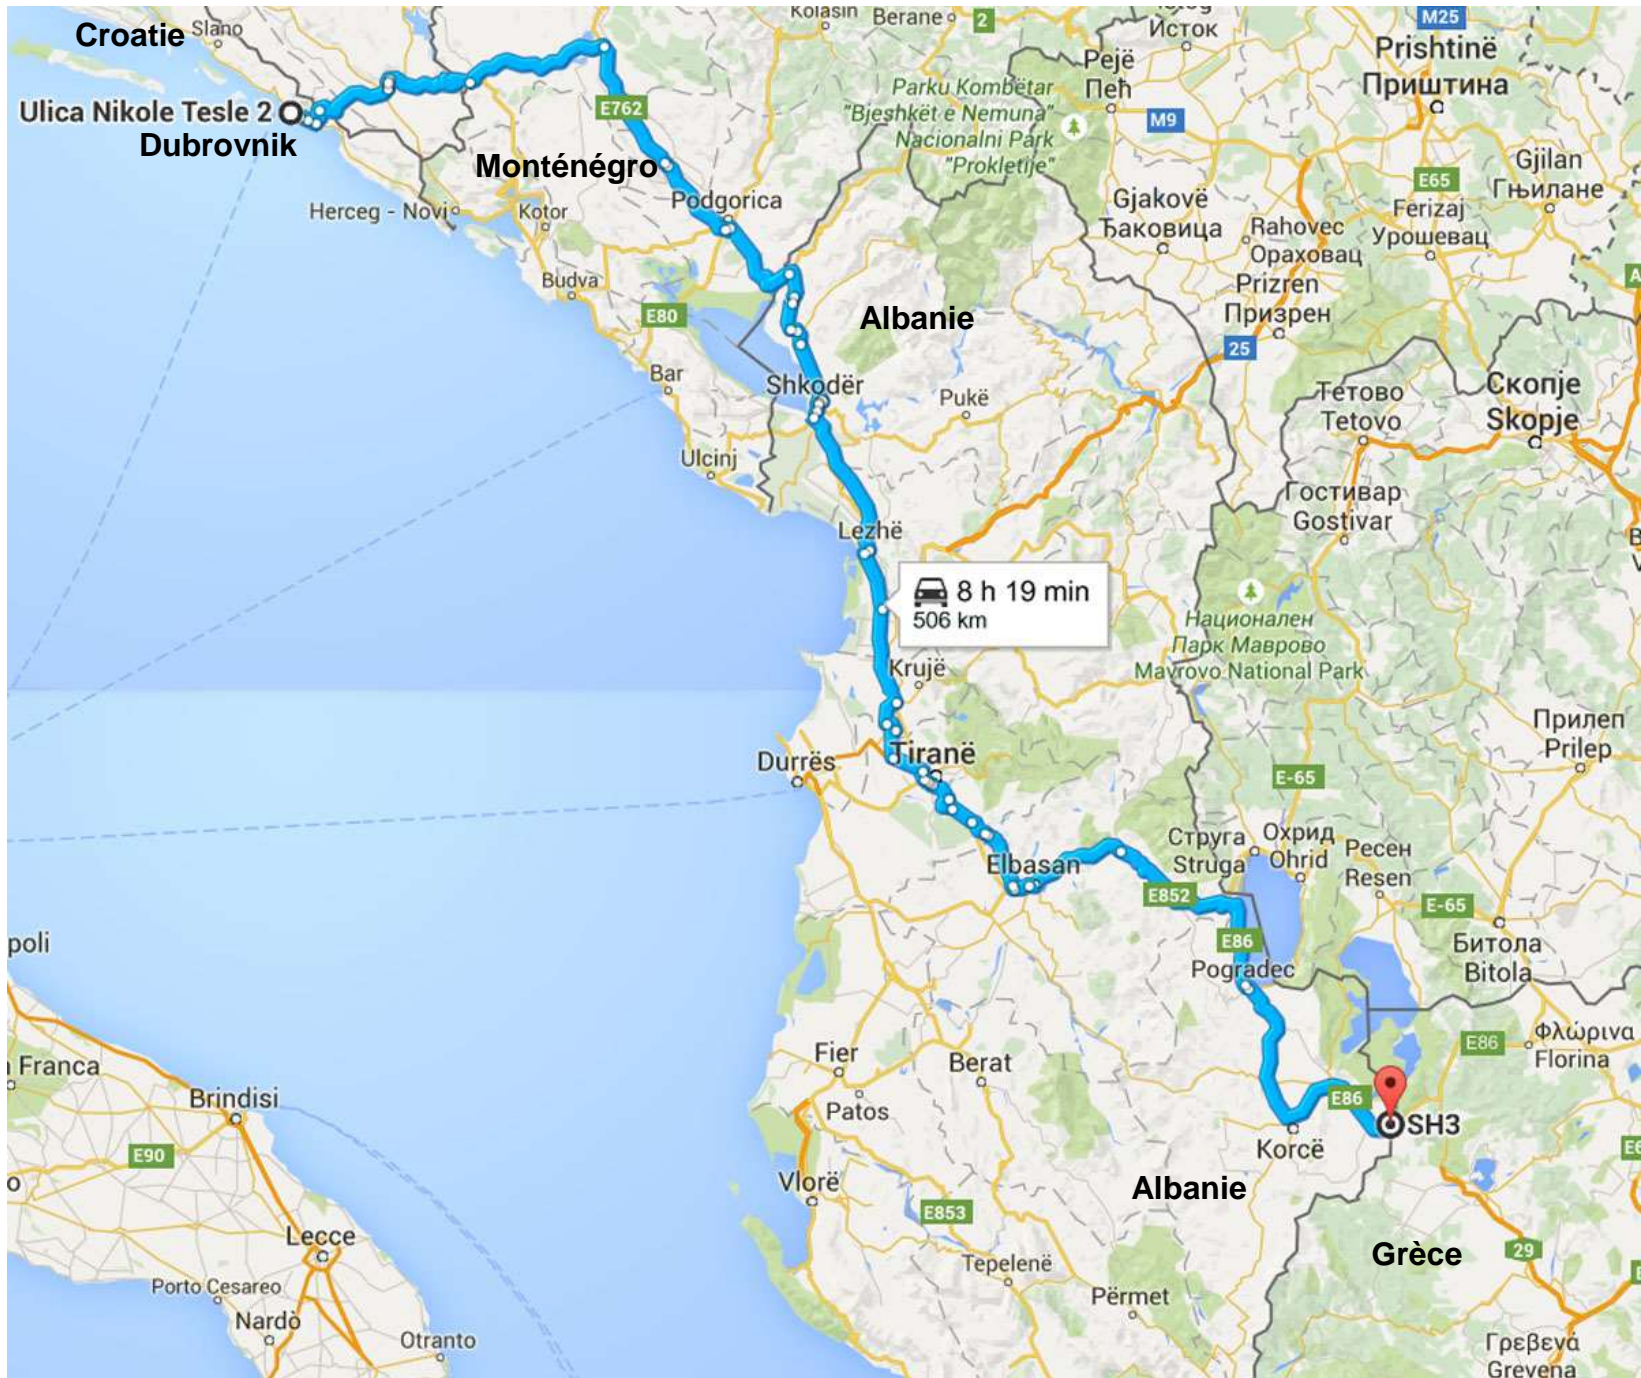 Croatie
Slano
Kolašin
Berane
2
Исток
M25
Prishtinë
Приштина
Pejë
Пећ
Parku Kombëtar
"Bjeshkët e Nemuna"
Nacionalni Park
"Prokletije"
M9
Ulica Nikole Tesle 2
Dubrovnik
E762
Monténégro
Podgorica
Herceg - Novi
Kotor
Budva
E80
Gjakovë
Ђаковица
E65
Gjilan
Гњилане
Ferizaj
Урошевац
Rahovec
Ораховац
Prizren
Призрен
25
A
Albanie
Bar
Shkodër
Pukë
Ulcinj
Тетово
Tetovo
Скопје
Skopje
Гостивар
Gostivar
Lezhë
8 h 19 min
506 km
Национален
Парк Маврово
Mavrovo National Park
Krujë
Tiranë
Durrës
Прилеп
Prilep
E-65
Струга
Struga
Охрид
Ohrid
Ресен
Resen
Elbasan
E852
E-65
Битола
Bitola
E86
Pogradec
poli
Franca
Brindisi
E90
Fier
Patos
Berat
E86
Φλώρινα
Florina
E86
SH3
Korcë
Vlorë
Albanie
E853
Lecce
Porto Cesareo
Nardò
Otranto
Tepelenë
Përmet
Grèce
29
Γρεβενά
Grevena